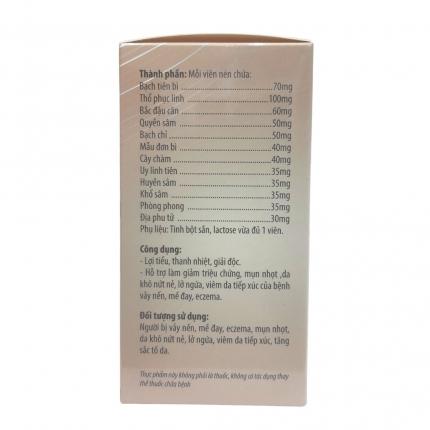 Thành phần: Mỗi viên nén chứa:
Bạch tiễn bì ........ 70mg
Thổ phục linh ........ 100mg
Bắc đậu căn ........ 60mg
Quyền sâm ........ 50mg
Bạch chỉ ........ 50mg
Mẫu đơn bì ........ 40mg
Cây chàm ........ 40mg
Uy linh tiên ........ 35mg
Huyền sâm ........ 35mg
Khổ sâm ........ 35mg
Phòng phong ........ 35mg
Địa phu tử ........ 30mg
Phụ liệu: Tinh bột sắn, lactose vừa đủ 1 viên.
Công dụng:
- Lợi tiểu, thanh nhiệt, giải độc.
- Hỗ trợ làm giảm triệu chứng, mụn nhọt ,da
khô nứt nẻ, lở ngứa, viêm da tiếp xúc của bệnh
vảy nến, mề đay, eczema.
Đối tượng sử dụng:
Người bị vảy nến, mề đay, eczema, mụn nhọt,
da khô nứt nẻ, lở ngứa, viêm da tiếp xúc, tăng
sắc tố da.
Thực phẩm này không phải là thuốc, không có tác dụng thay
thế thuốc chữa bệnh